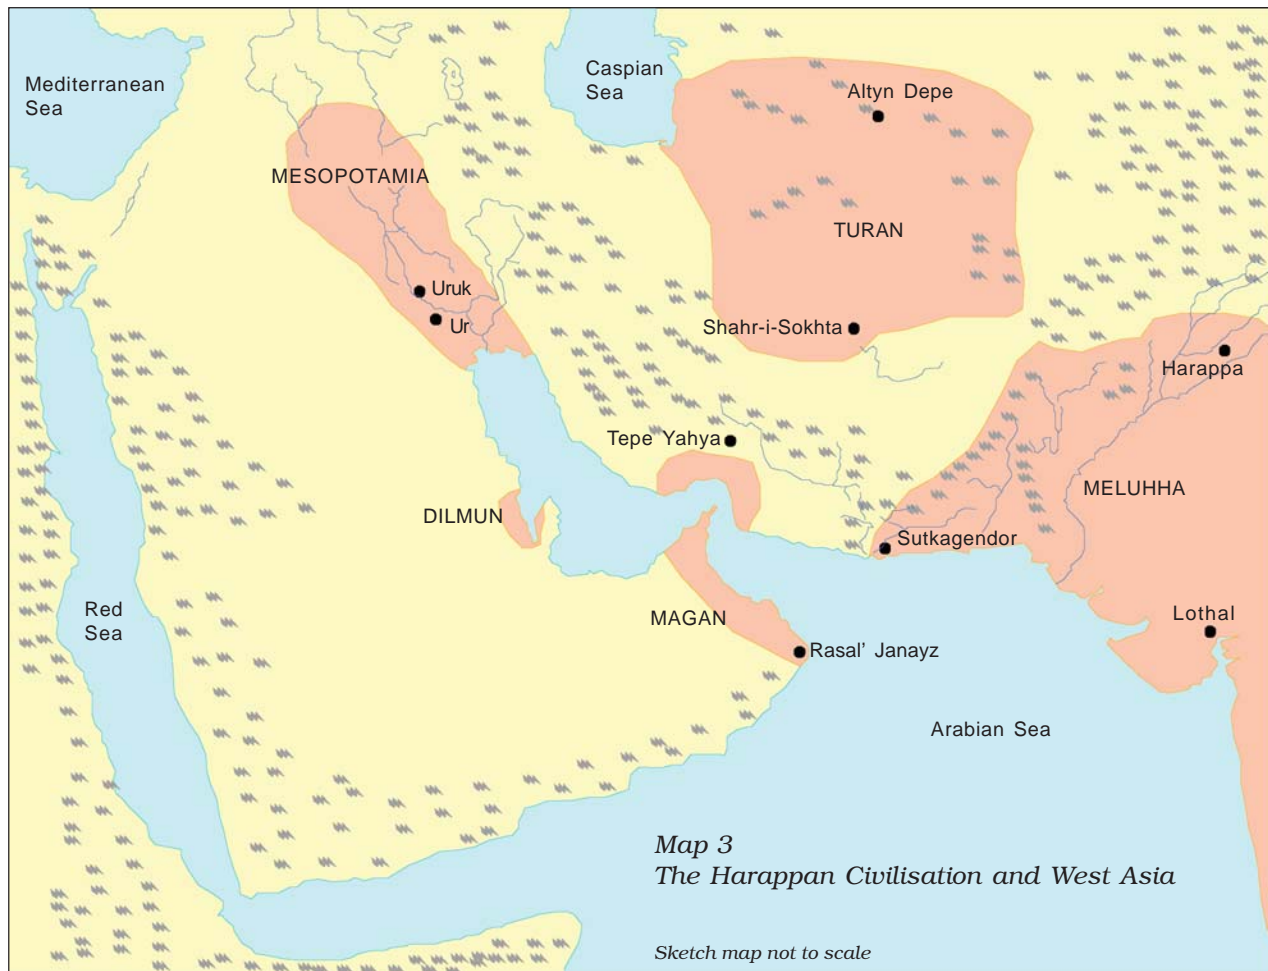 Mediterranean
Sea
Caspian
Sea
Altyn Depe
MESOPOTAMIA
TURAN
Uruk
Ur
Shahr-i-Sokhta
Harappa
Tepe Yahya
MELUHHA
DILMUN
Sutkagendor
Red
Sea
MAGAN
Lothal
Rasal' Janayz
Arabian Sea
Map 3
The Harappan Civilisation and West Asia
Sketch map not to scale